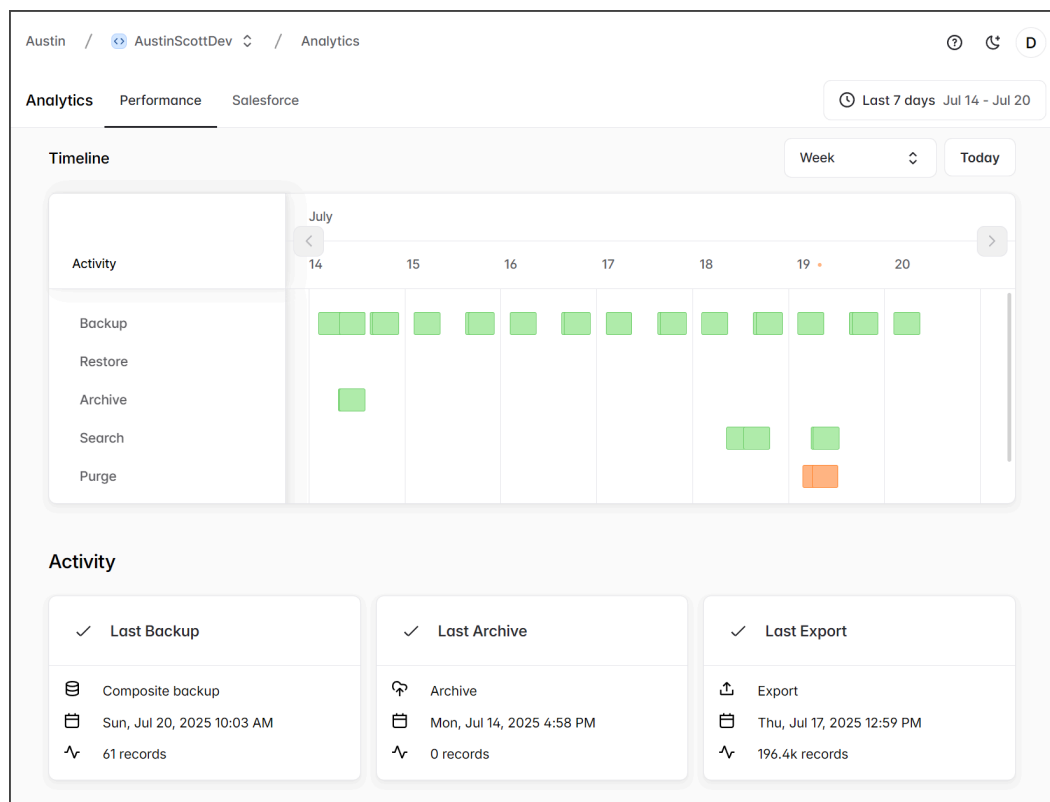 Austin / AustinScottDev / Analytics
D
Analytics Performance Salesforce
Last 7 days Jul 14 - Jul 20
Timeline
Week
Today
July
Activity
14 15 16 17 18 19 20
Backup
Restore
Archive
Search
Purge
Activity
Last Backup
Composite backup
Sun, Jul 20, 2025 10:03 AM
61 records
Last Archive
Archive
Mon, Jul 14, 2025 4:58 PM
0 records
Last Export
Export
Thu, Jul 17, 2025 12:59 PM
196.4k records